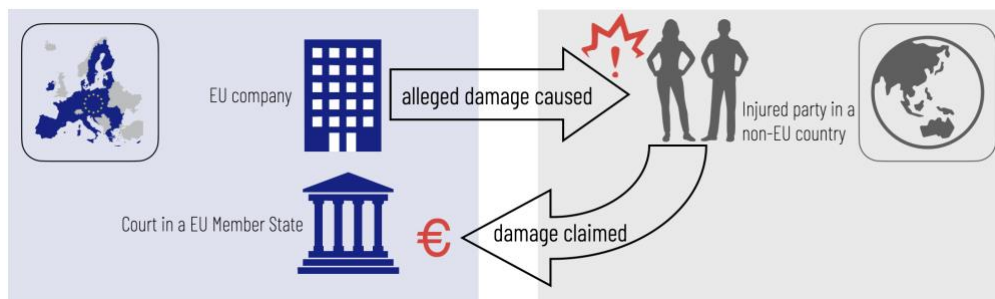 EU company
alleged damage caused
!
Injured party in a
non-EU country
Court in a EU Member State
€
damage claimed